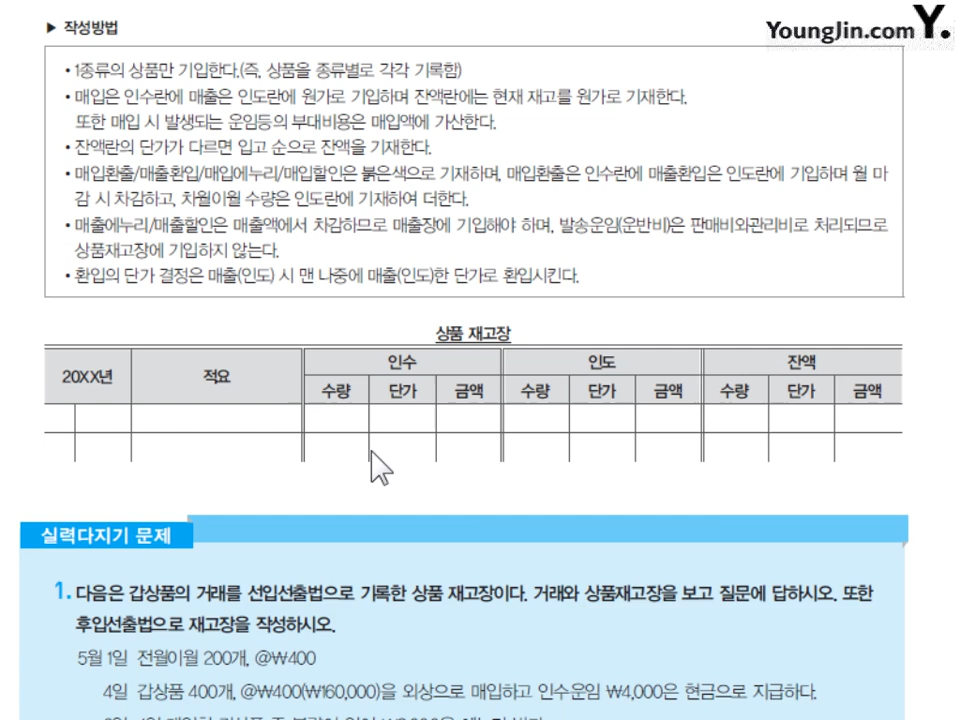 ▶ 작성방법
YoungJin.com Y.
• 1종류의 상품만 기입한다.(즉, 상품을 종류별로 각각 기록함)
• 매입은 인수란에 매출은 인도란에 원가로 기입하며 잔액란에는 현재 재고를 원가로 기재한다.
또한 매입 시 발생되는 운임등의 부대비용은 매입액에 가산한다.
• 잔액란의 단가가 다르면 입고 순으로 잔액을 기재한다.
• 매입환출/매출환입/매입에누리/매입할인은 붉은색으로 기재하며, 매입환출은 인수란에 매출환입은 인도란에 기입하며 월 마
감 시 차감하고, 차월이월 수량은 인도란에 기재하여 더한다.
• 매출에누리/매출할인은 매출액에서 차감하므로 매출장에 기입해야 하며, 발송운임(운반비)은 판매비와관리비로 처리되므로
상품재고장에 기입하지 않는다.
• 환입의 단가 결정은 매출(인도) 시 맨 나중에 매출(인도)한 단가로 환입시킨다.
상품 재고장
20XX년 적요 인수 인도 잔액
수량 단가 금액 수량 단가 금액 수량 단가 금액
실력다지기 문제
1. 다음은 갑상품의 거래를 선입선출법으로 기록한 상품 재고장이다. 거래와 상품재고장을 보고 질문에 답하시오. 또한
후입선출법으로 재고장을 작성하시오.
5월 1일 전월이월 200개, @₩400
4일 갑상품 400개, @₩400(₩160,000)을 외상으로 매입하고 인수운임 ₩4,000은 현금으로 지급하다.